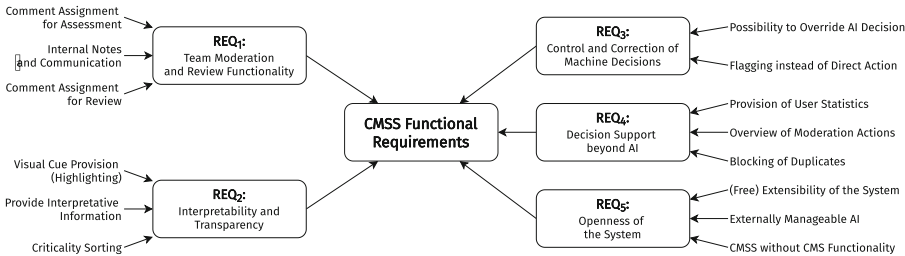 Comment Assignment
for Assessment
Internal Notes
and Communication
Comment Assignment
for Review
REQ1:
Team Moderation
and Review Functionality
Visual Cue Provision
(Highlighting)
Provide Interpretative
Information
Criticality Sorting
REQ2:
Interpretability and
Transparency
CMSS Functional
Requirements
REQ3:
Control and Correction of
Machine Decisions
Possibility to Override AI Decision
Flagging instead of Direct Action
REQ4:
Decision Support
beyond AI
Provision of User Statistics
Overview of Moderation Actions
Blocking of Duplicates
REQ5:
Openness of
the System
(Free) Extensibility of the System
Externally Manageable AI
CMSS without CMS Functionality